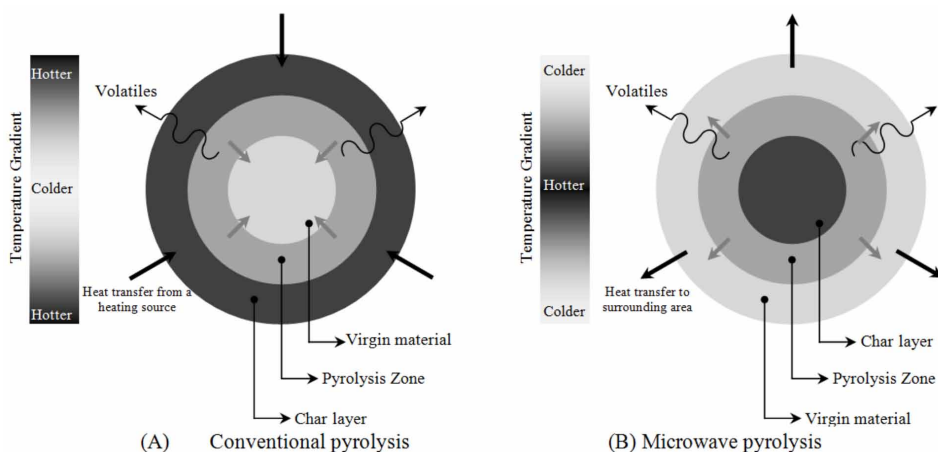 Temperature Gradient
Hotter
Colder
Hotter
Volatiles
Heat transfer from a
heating source
Virgin material
Pyrolysis Zone
Char layer
(A) Conventional pyrolysis
Temperature Gradient
Colder
Hotter
Colder
Volatiles
Heat transfer to
surrounding area
Char layer
Pyrolysis Zone
Virgin material
(B) Microwave pyrolysis